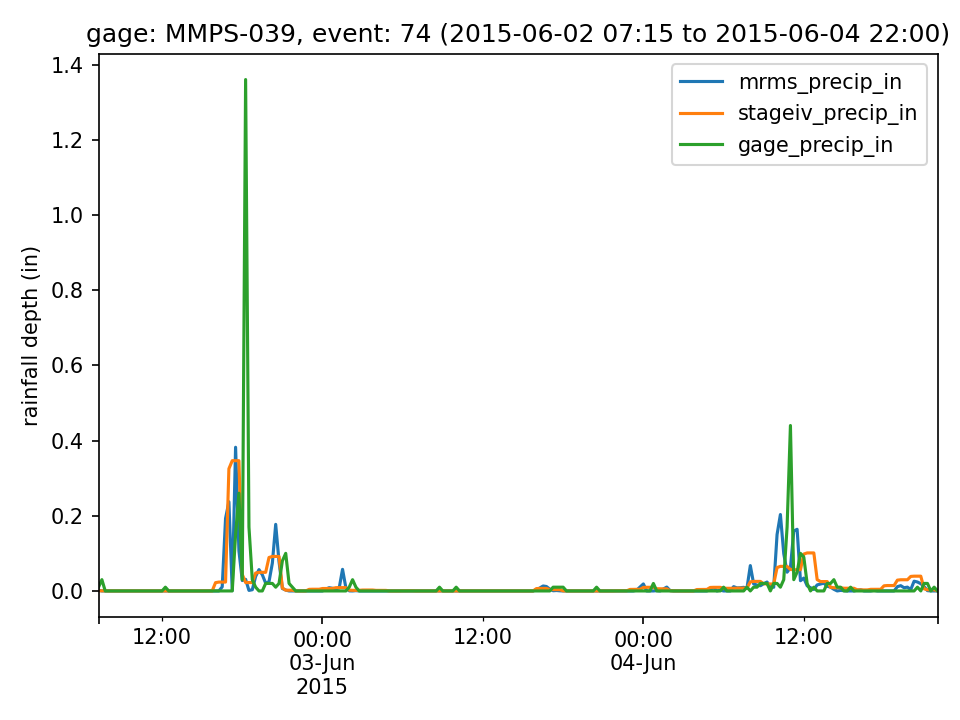 gage: MMPS-039, event: 74 (2015-06-02 07:15 to 2015-06-04 22:00)
mrms_precip_in
stageiv_precip_in
gage_precip_in
rainfall depth (in)
1.4
1.2
1.0
0.8
0.6
0.4
0.2
0.0
12:00
00:00
03-Jun
2015
12:00
00:00
04-Jun
12:00